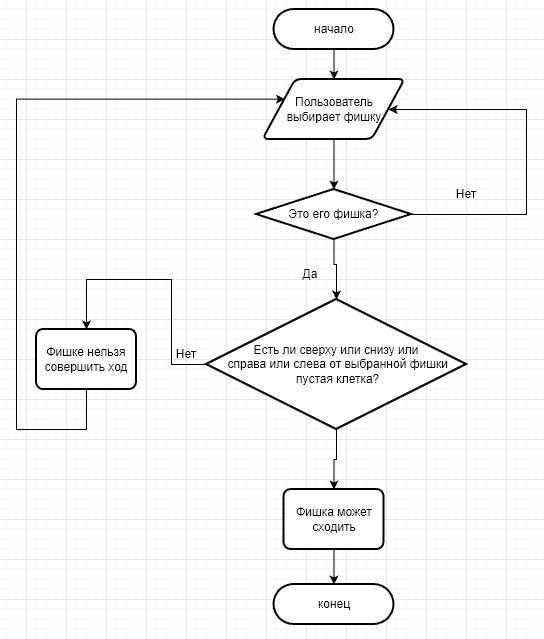 начало
Пользователь
выбирает фишку
Нет
Это его фишка?
Да
Фишке нельзя
совершить ход
Нет
Есть ли сверху или снизу или
справа или слева от выбранной фишки
пустая клетка?
Фишка может
сходить
конец